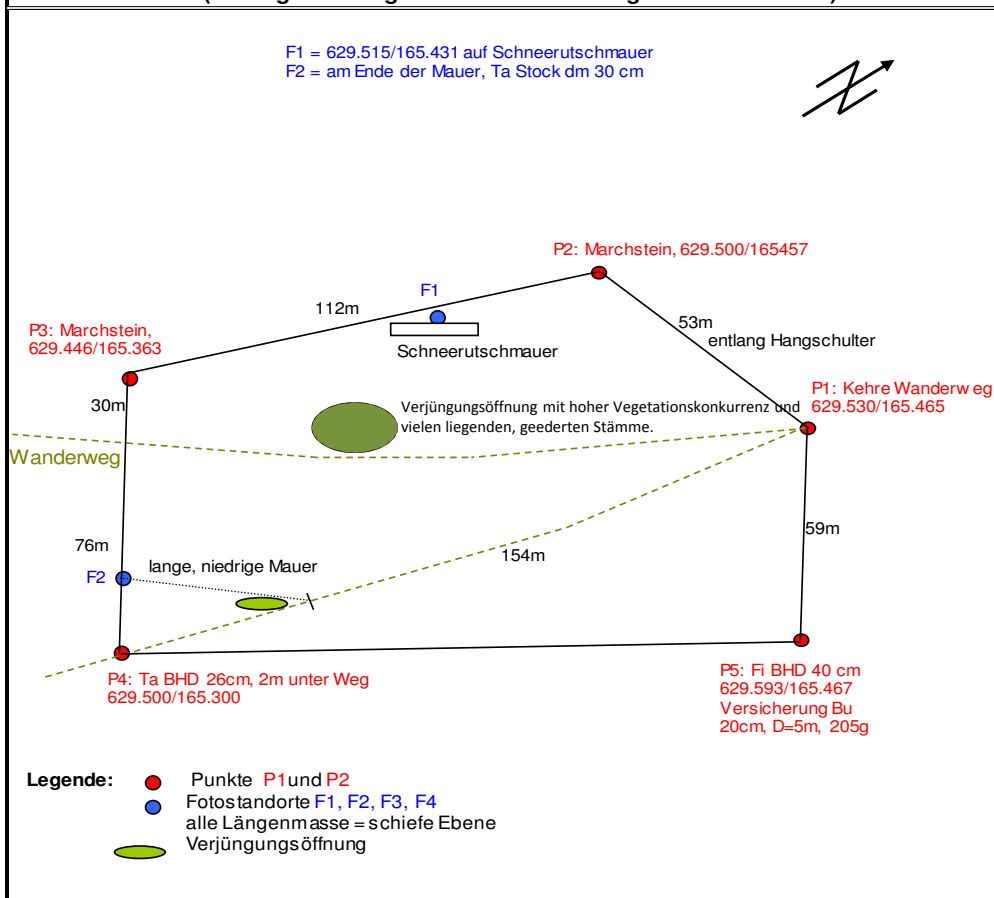 F1 = 629.515/165.431 auf Schneerutschmauer
F2 = am Ende der Mauer, Ta Stock dm 30 cm
P2: Marchstein, 629.500/165457
F1
112m
53m
entlang Hangschulter
P3: Marchstein,
629.446/165.363
Schneerutschmauer
P1: Kehre Wanderweg
629.530/165.465
30m
Verjüngungsöffnung mit hoher Vegetationskonkurrenz und
vielen liegenden, geederten Stämme.
Wanderweg
59m
76m
154m
lange, niedrige Mauer
F2
P4: Ta BHD 26cm, 2m unter Weg
629.500/165.300
P5: Fi BHD 40 cm
629.593/165.467
Versicherung Bu
20cm, D=5m, 205g
Legende:
Punkte P1und P2
Fotostandorte F1, F2, F3, F4
alle Längenmasse = schiefe Ebene
Verjüngungsöffnung